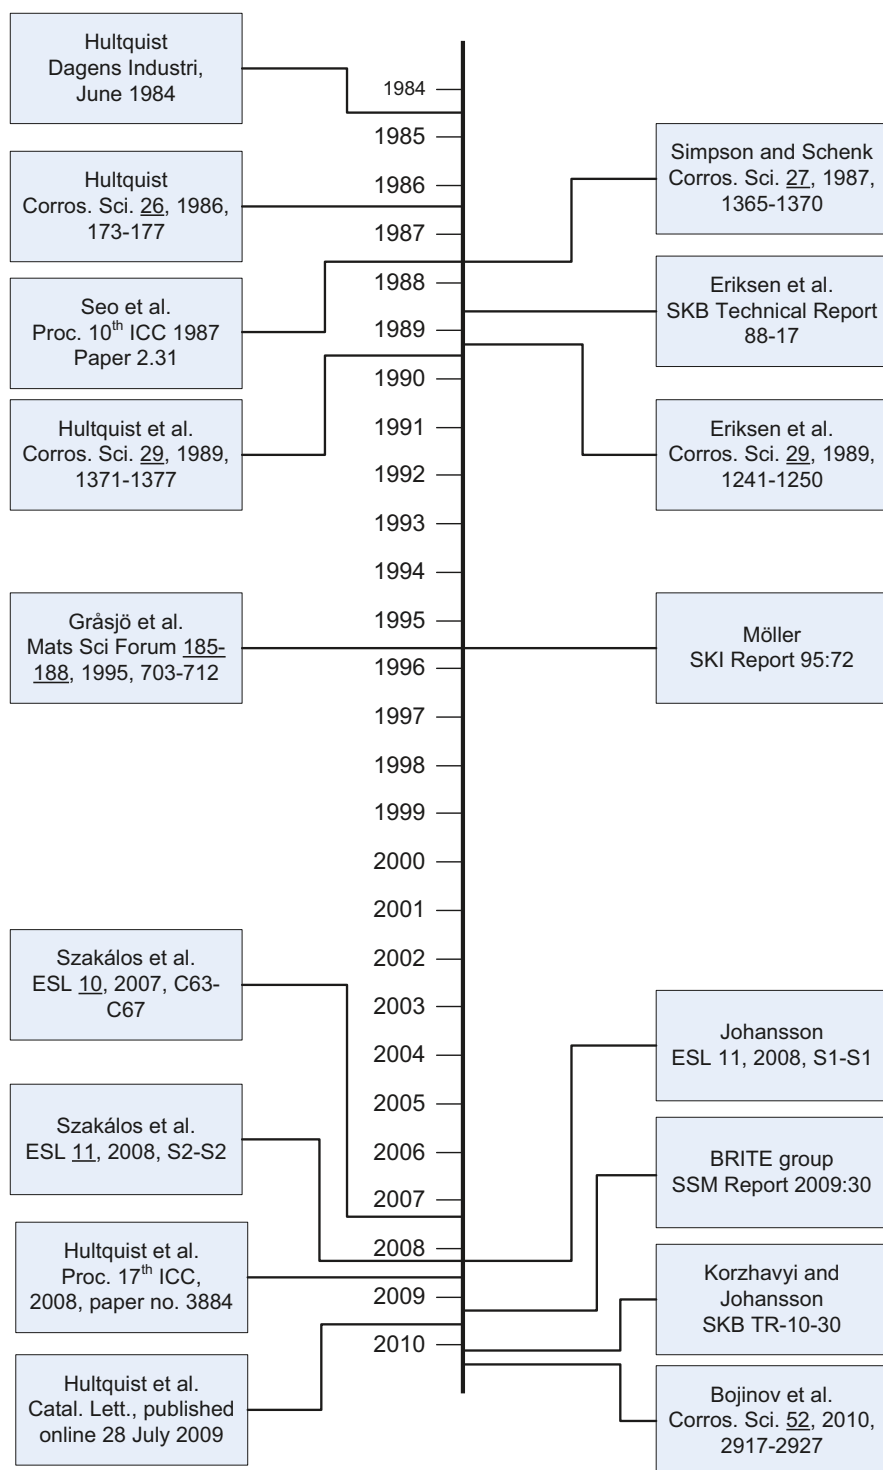 Hultquist
Dagens Industri,
June 1984
Hultquist
Corros. Sci. 26, 1986,
173-177
Seo et al.
Proc. 10th ICC 1987
Paper 2.31
Hultquist et al.
Corros. Sci. 29, 1989,
1371-1377
Gråsjö et al.
Mats Sci Forum 185-
188, 1995, 703-712
Szakálos et al.
ESL 10, 2007, C63-
C67
Szakálos et al.
ESL 11, 2008, S2-S2
Hultquist et al.
Proc. 17th ICC,
2008, paper no. 3884
Hultquist et al.
Catal. Lett., published
online 28 July 2009
1984
1985
1986
1987
1988
1989
1990
1991
1992
1993
1994
1995
1996
1997
1998
1999
2000
2001
2002
2003
2004
2005
2006
2007
2008
2009
2010
Simpson and Schenk
Corros. Sci. 27, 1987,
1365-1370
Eriksen et al.
SKB Technical Report
88-17
Eriksen et al.
Corros. Sci. 29, 1989,
1241-1250
Möller
SKI Report 95:72
Johansson
ESL 11, 2008, S1-S1
BRITE group
SSM Report 2009:30
Korzhavyi and
Johansson
SKB TR-10-30
Bojinov et al.
Corros. Sci. 52, 2010,
2917-2927